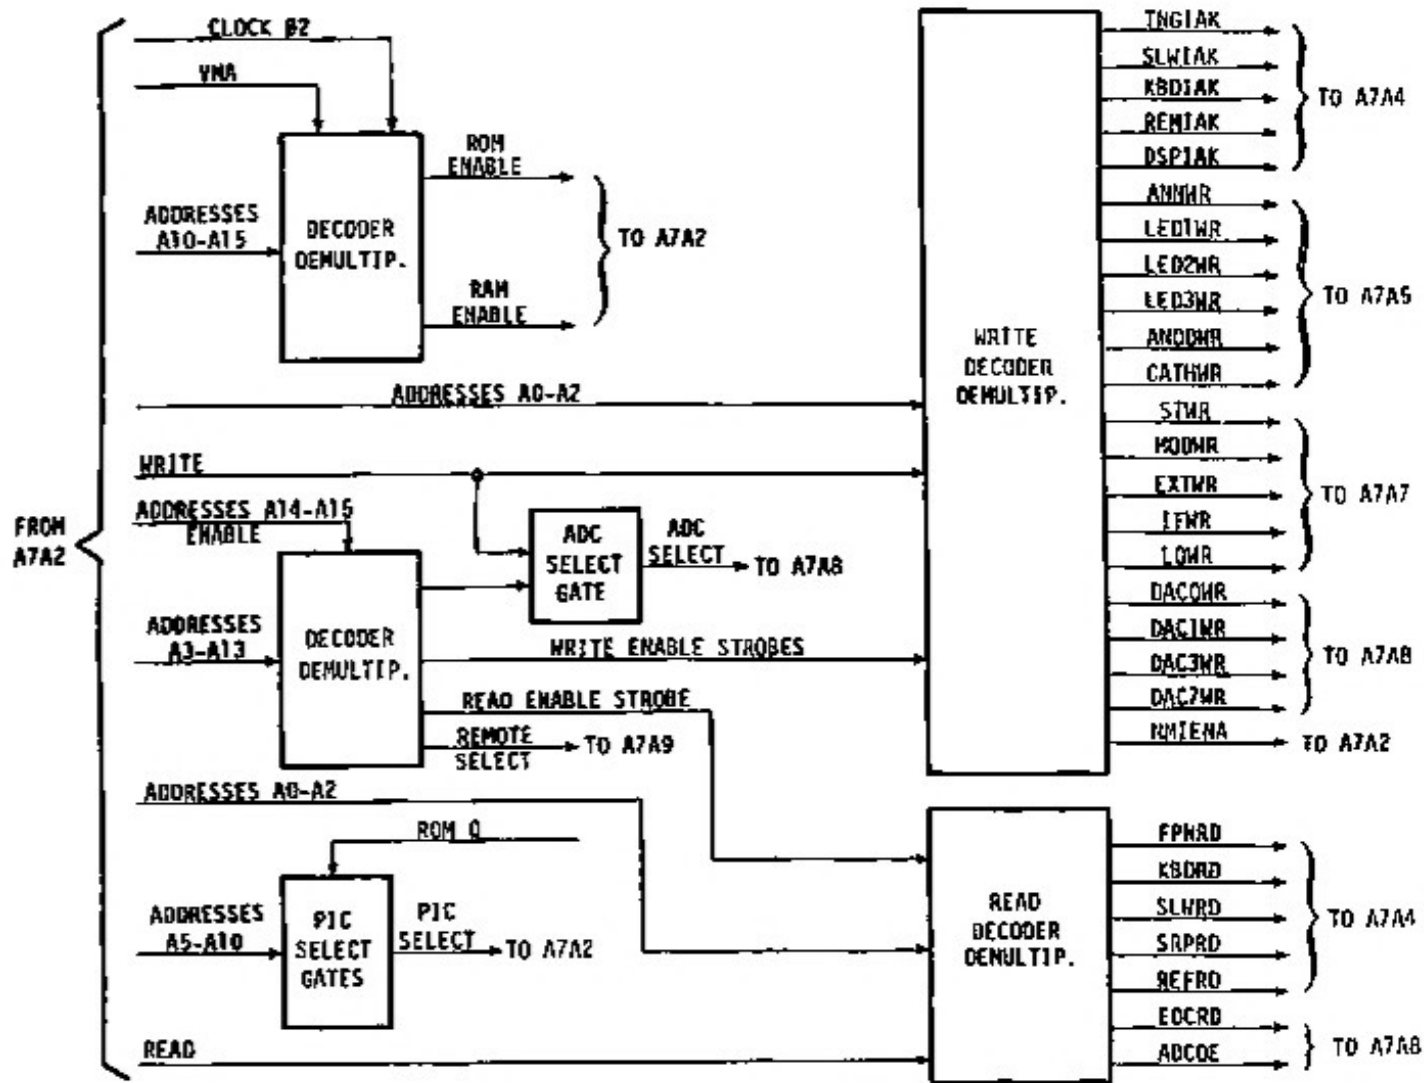 CLOCK Ø2
VMA
ADDRESSES
A10-A15
DECODER
DEMULTIP.
ROM
ENABLE
RAM
ENABLE
TO A7A2
ADDRESSES A0-A2
WRITE
ADDRESSES A14-A15
ENABLE
FROM
A7A2
ADC
SELECT
GATE
ADC
SELECT
TO A7A8
ADDRESSES
A3-A13
DECODER
DEMULTIP.
WRITE ENABLE STROBES
READ ENABLE STROBE
REMOTE
SELECT
TO A7A9
ADDRESSES A0-A2
ROM 0
ADDRESSES
A5-A10
PIC
SELECT
GATES
PIC
SELECT
TO A7A2
READ
WRITE
DECODER
DEMULTIP.
TNGIAK
SLWIAK
KBDIAK
REMIAK
DSPIAK
TO A7A4
ANNWR
LED1WR
LED2WR
LED3WR
ANODWR
CATHWR
TO A7A5
STWR
MODWR
EXTWR
IFWR
LOWR
TO A7A7
DAC0WR
DAC1WR
DAC3WR
DAC7WR
TO A7A8
NMIENA
TO A7A2
READ
DECODER
DEMULTIP.
FPNRD
KBDRD
SLWRD
SRPRD
REFRD
TO A7A4
EOCRD
ADCOE
TO A7A8